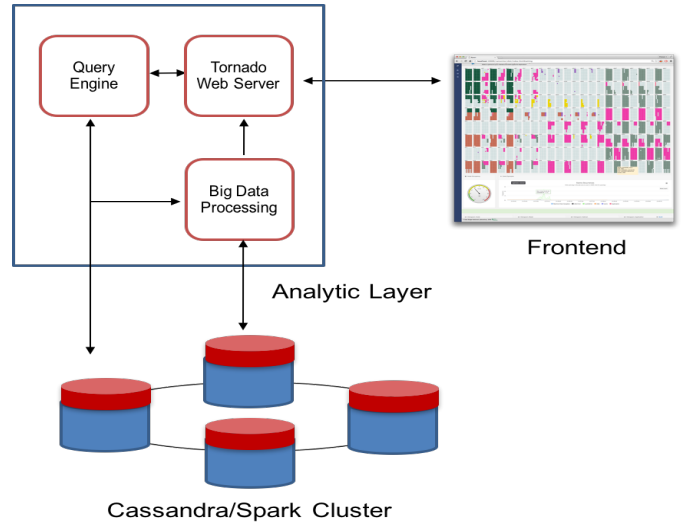 Query
Engine
Tornado
Web Server
Big Data
Processing
Frontend
Analytic Layer
Cassandra/Spark Cluster